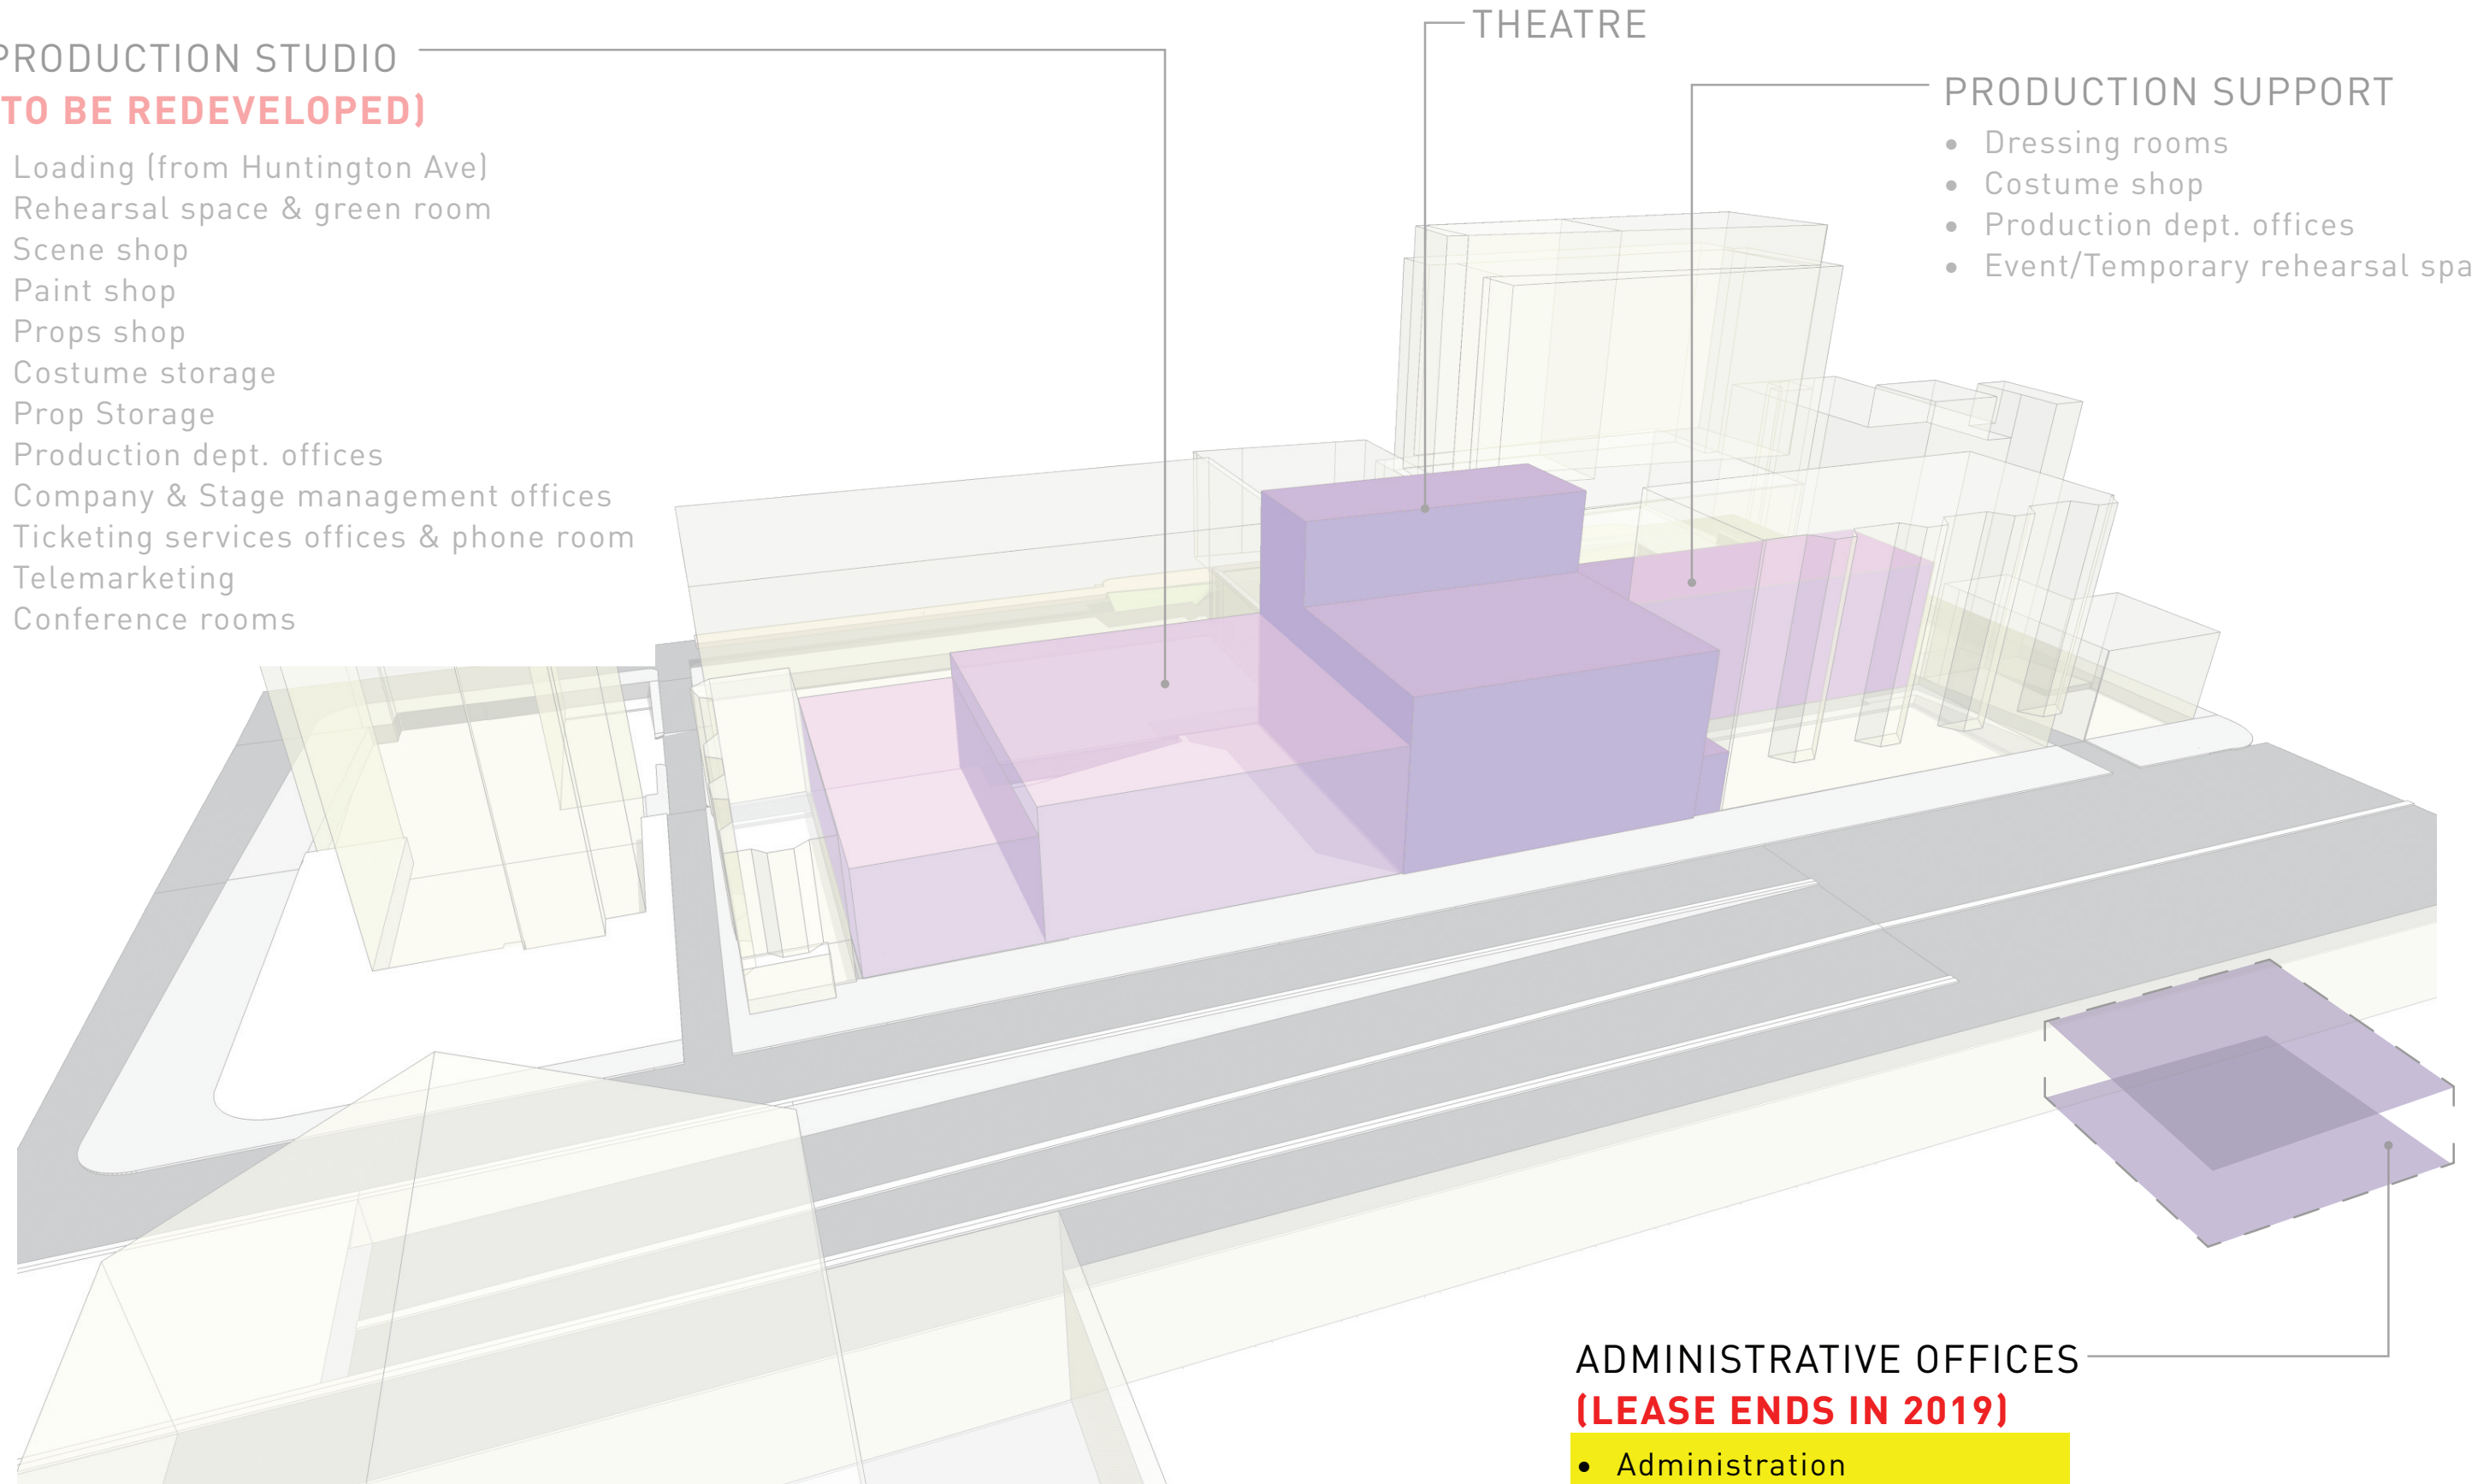 THEATRE
PRODUCTION STUDIO
TO BE REDEVELOPED)
Loading (from Huntington Ave)
Rehearsal space & green room
Scene shop
Paint shop
Props shop
Costume storage
Prop Storage
Production dept. offices
Company & Stage management offices
Ticketing services offices & phone room
Telemarketing
Conference rooms
PRODUCTION SUPPORT
• Dressing rooms
• Costume shop
• Production dept. offices
• Event/Temporary rehearsal spa
ADMINISTRATIVE OFFICES
(LEASE ENDS IN 2019)
• Administration